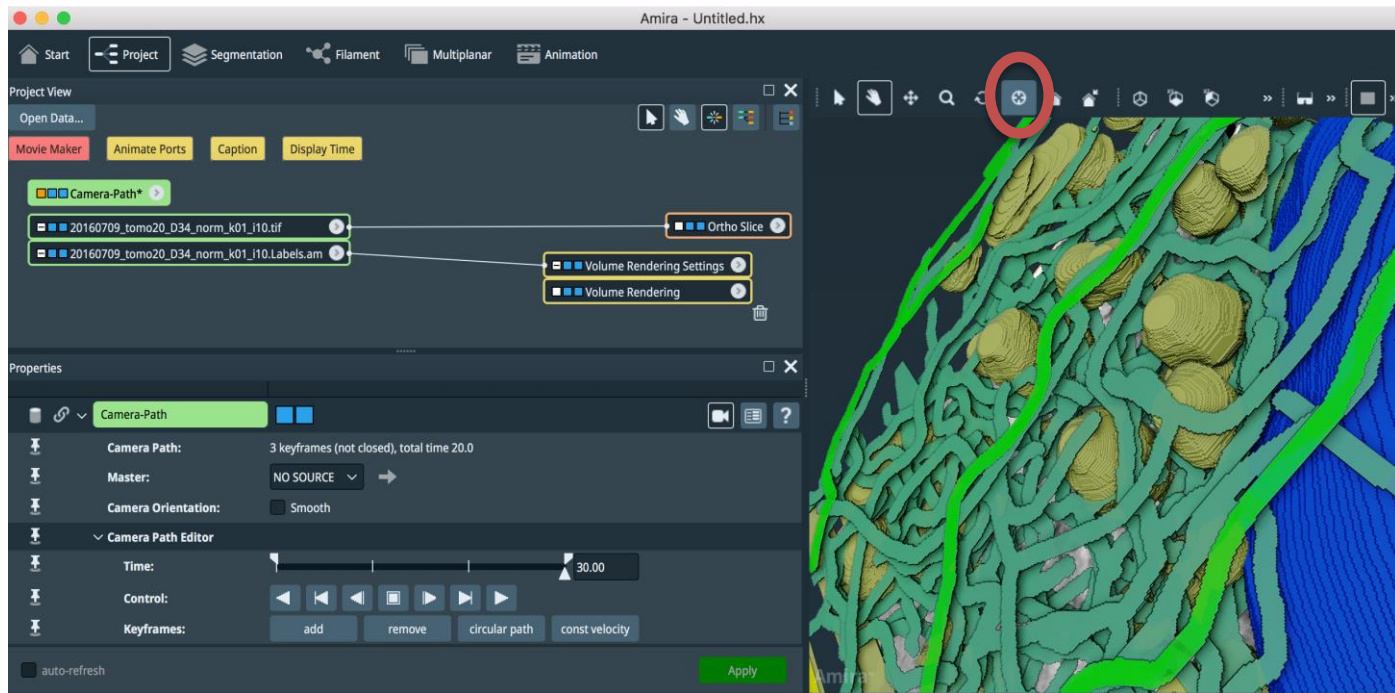 Amira - Untitled.hx
Start Project Segmentation Filament Multiplanar Animation
Project View
Open Data...
Movie Maker Animate Ports Caption Display Time
Camera-Path*
20160709_tomo20_D34_norm_k01_i10.tif Ortho Slice
20160709_tomo20_D34_norm_k01_i10.Labels.am
Volume Rendering Settings
Volume Rendering
Properties
Camera-Path ?
Camera Path: 3 keyframes (not closed), total time 20.0
Master: NO SOURCE
Camera Orientation: Smooth
Camera Path Editor
Time: 30.00
Control:
Keyframes: add remove circular path const velocity
auto-refresh Apply
Amira